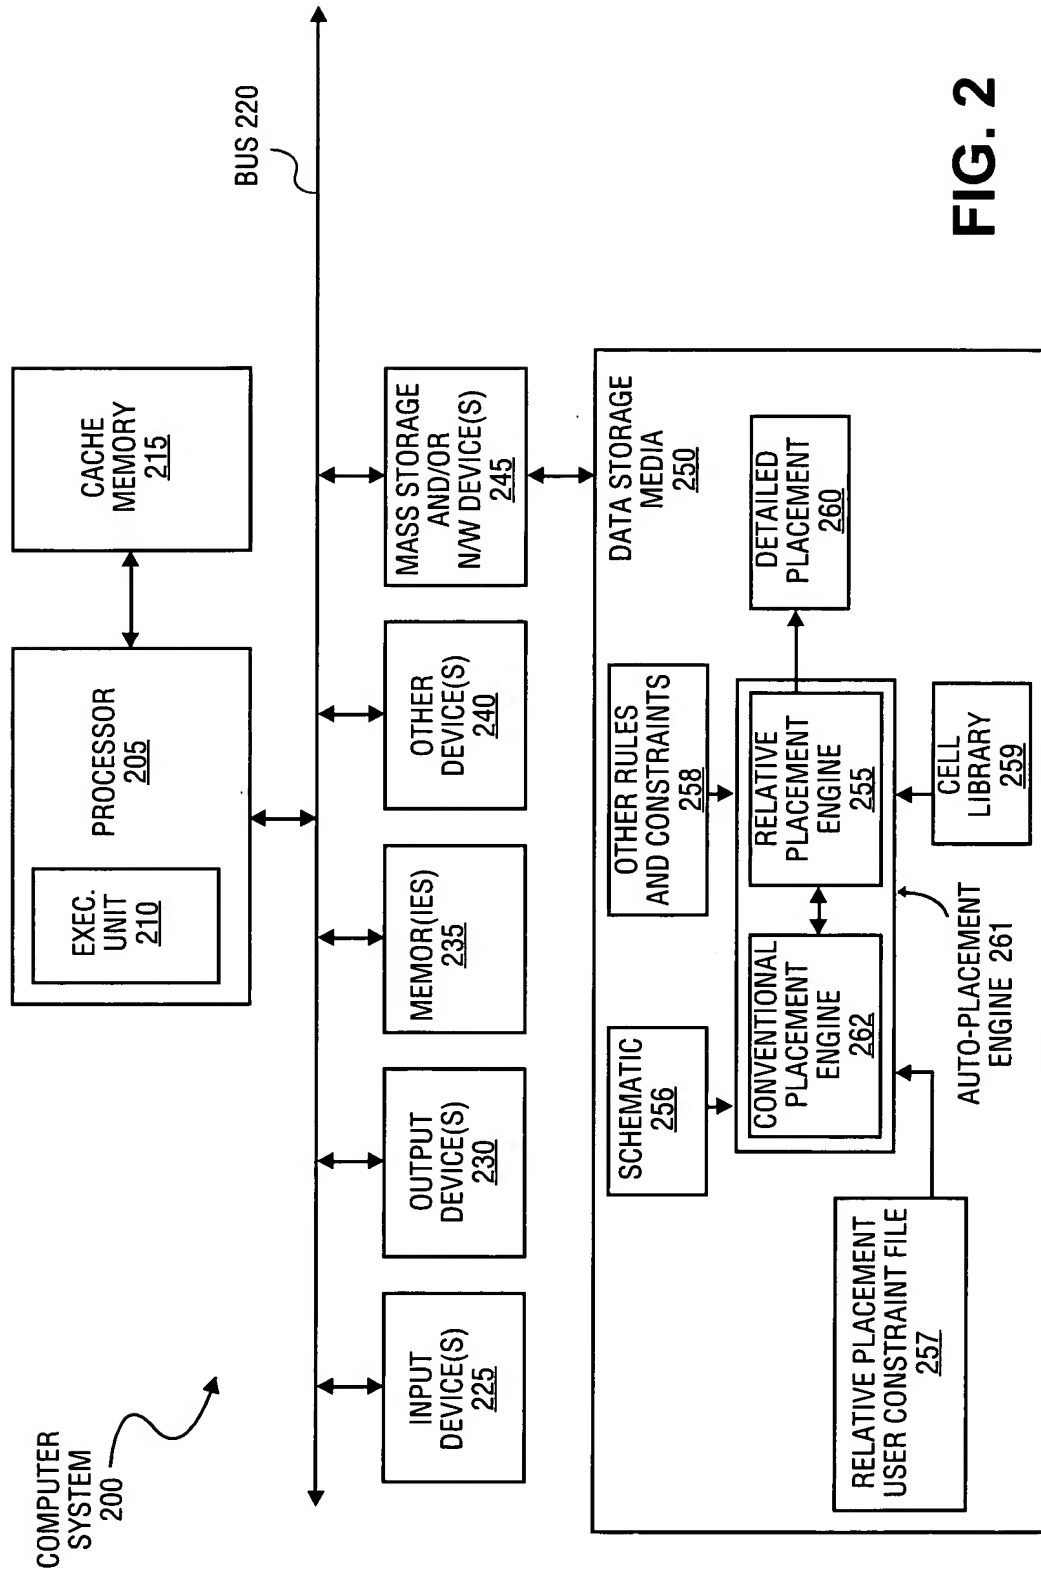 COMPUTER
SYSTEM
200
PROCESSOR
205
EXEC.
UNIT
210
CACHE
MEMORY
215
BUS 220
INPUT
DEVICE(S)
225
OUTPUT
DEVICE(S)
230
MEMOR(IES)
235
OTHER
DEVICE(S)
240
MASS STORAGE
AND/OR
N/W DEVICE(S)
245
DATA STORAGE
MEDIA
250
SCHEMATIC
256
OTHER RULES
AND CONSTRAINTS
258
CONVENTIONAL
PLACEMENT
ENGINE
262
RELATIVE
PLACEMENT
ENGINE
255
DETAILED
PLACEMENT
260
RELATIVE PLACEMENT
USER CONSTRAINT FILE
257
AUTO-PLACEMENT
ENGINE 261
CELL
LIBRARY
259
FIG. 2